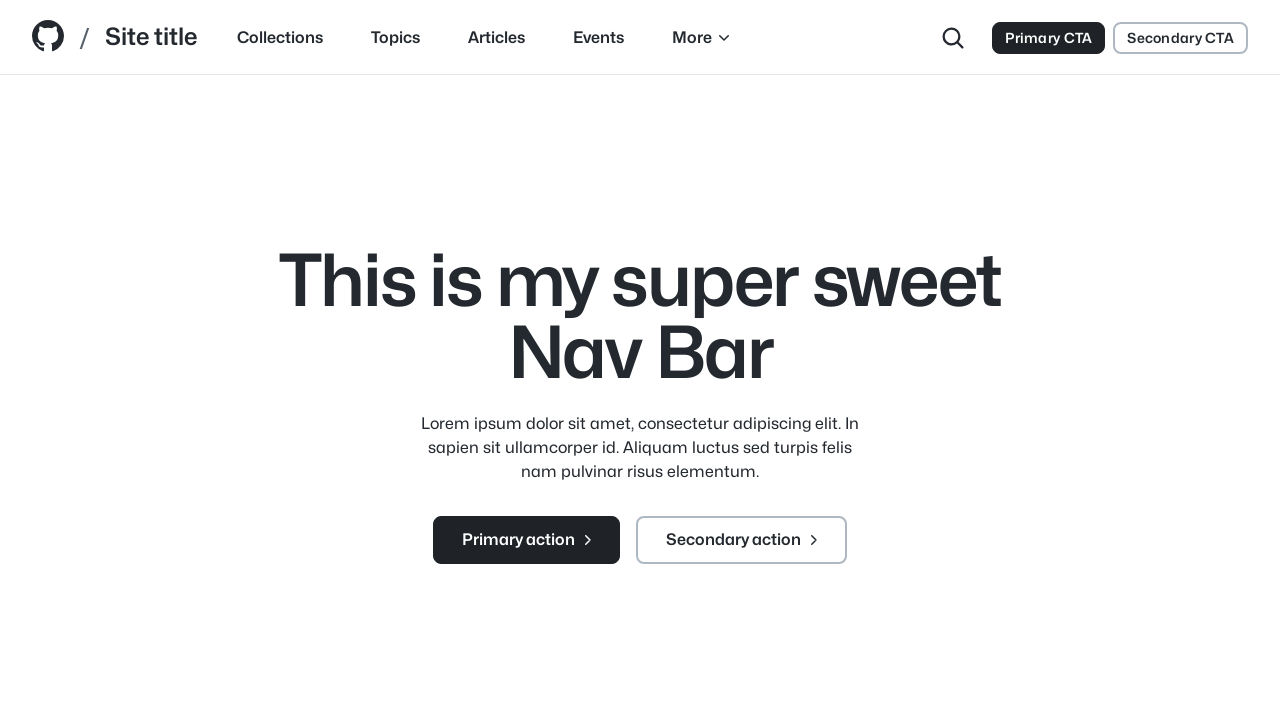 / Site title Collections Topics Articles Events More Primary CTA Secondary CTA
This is my super sweet
Nav Bar
Lorem ipsum dolor sit amet, consectetur adipiscing elit. In
sapien sit ullamcorper id. Aliquam luctus sed turpis felis
nam pulvinar risus elementum.
Primary action Secondary action